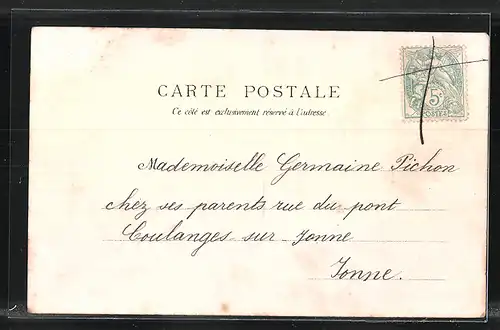 CARTE POSTALE
Ce côté est exclusivement réservé à l'adresse
5c
POSTES
Mademoiselle Germaine Pichon
chez ses parents rue du pont
Coulanges-sur-Yonne
Yonne.